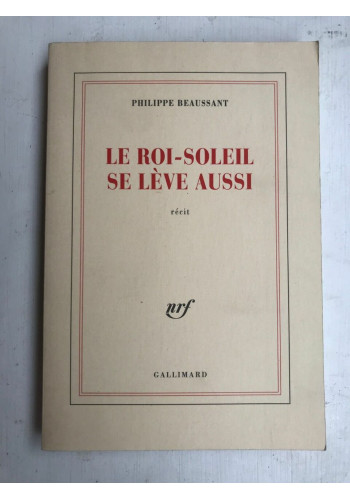 PHILIPPE BEAUSSANT
LE ROI-SOLEIL
SE LÈVE AUSSI
récit
nrf
GALLIMARD